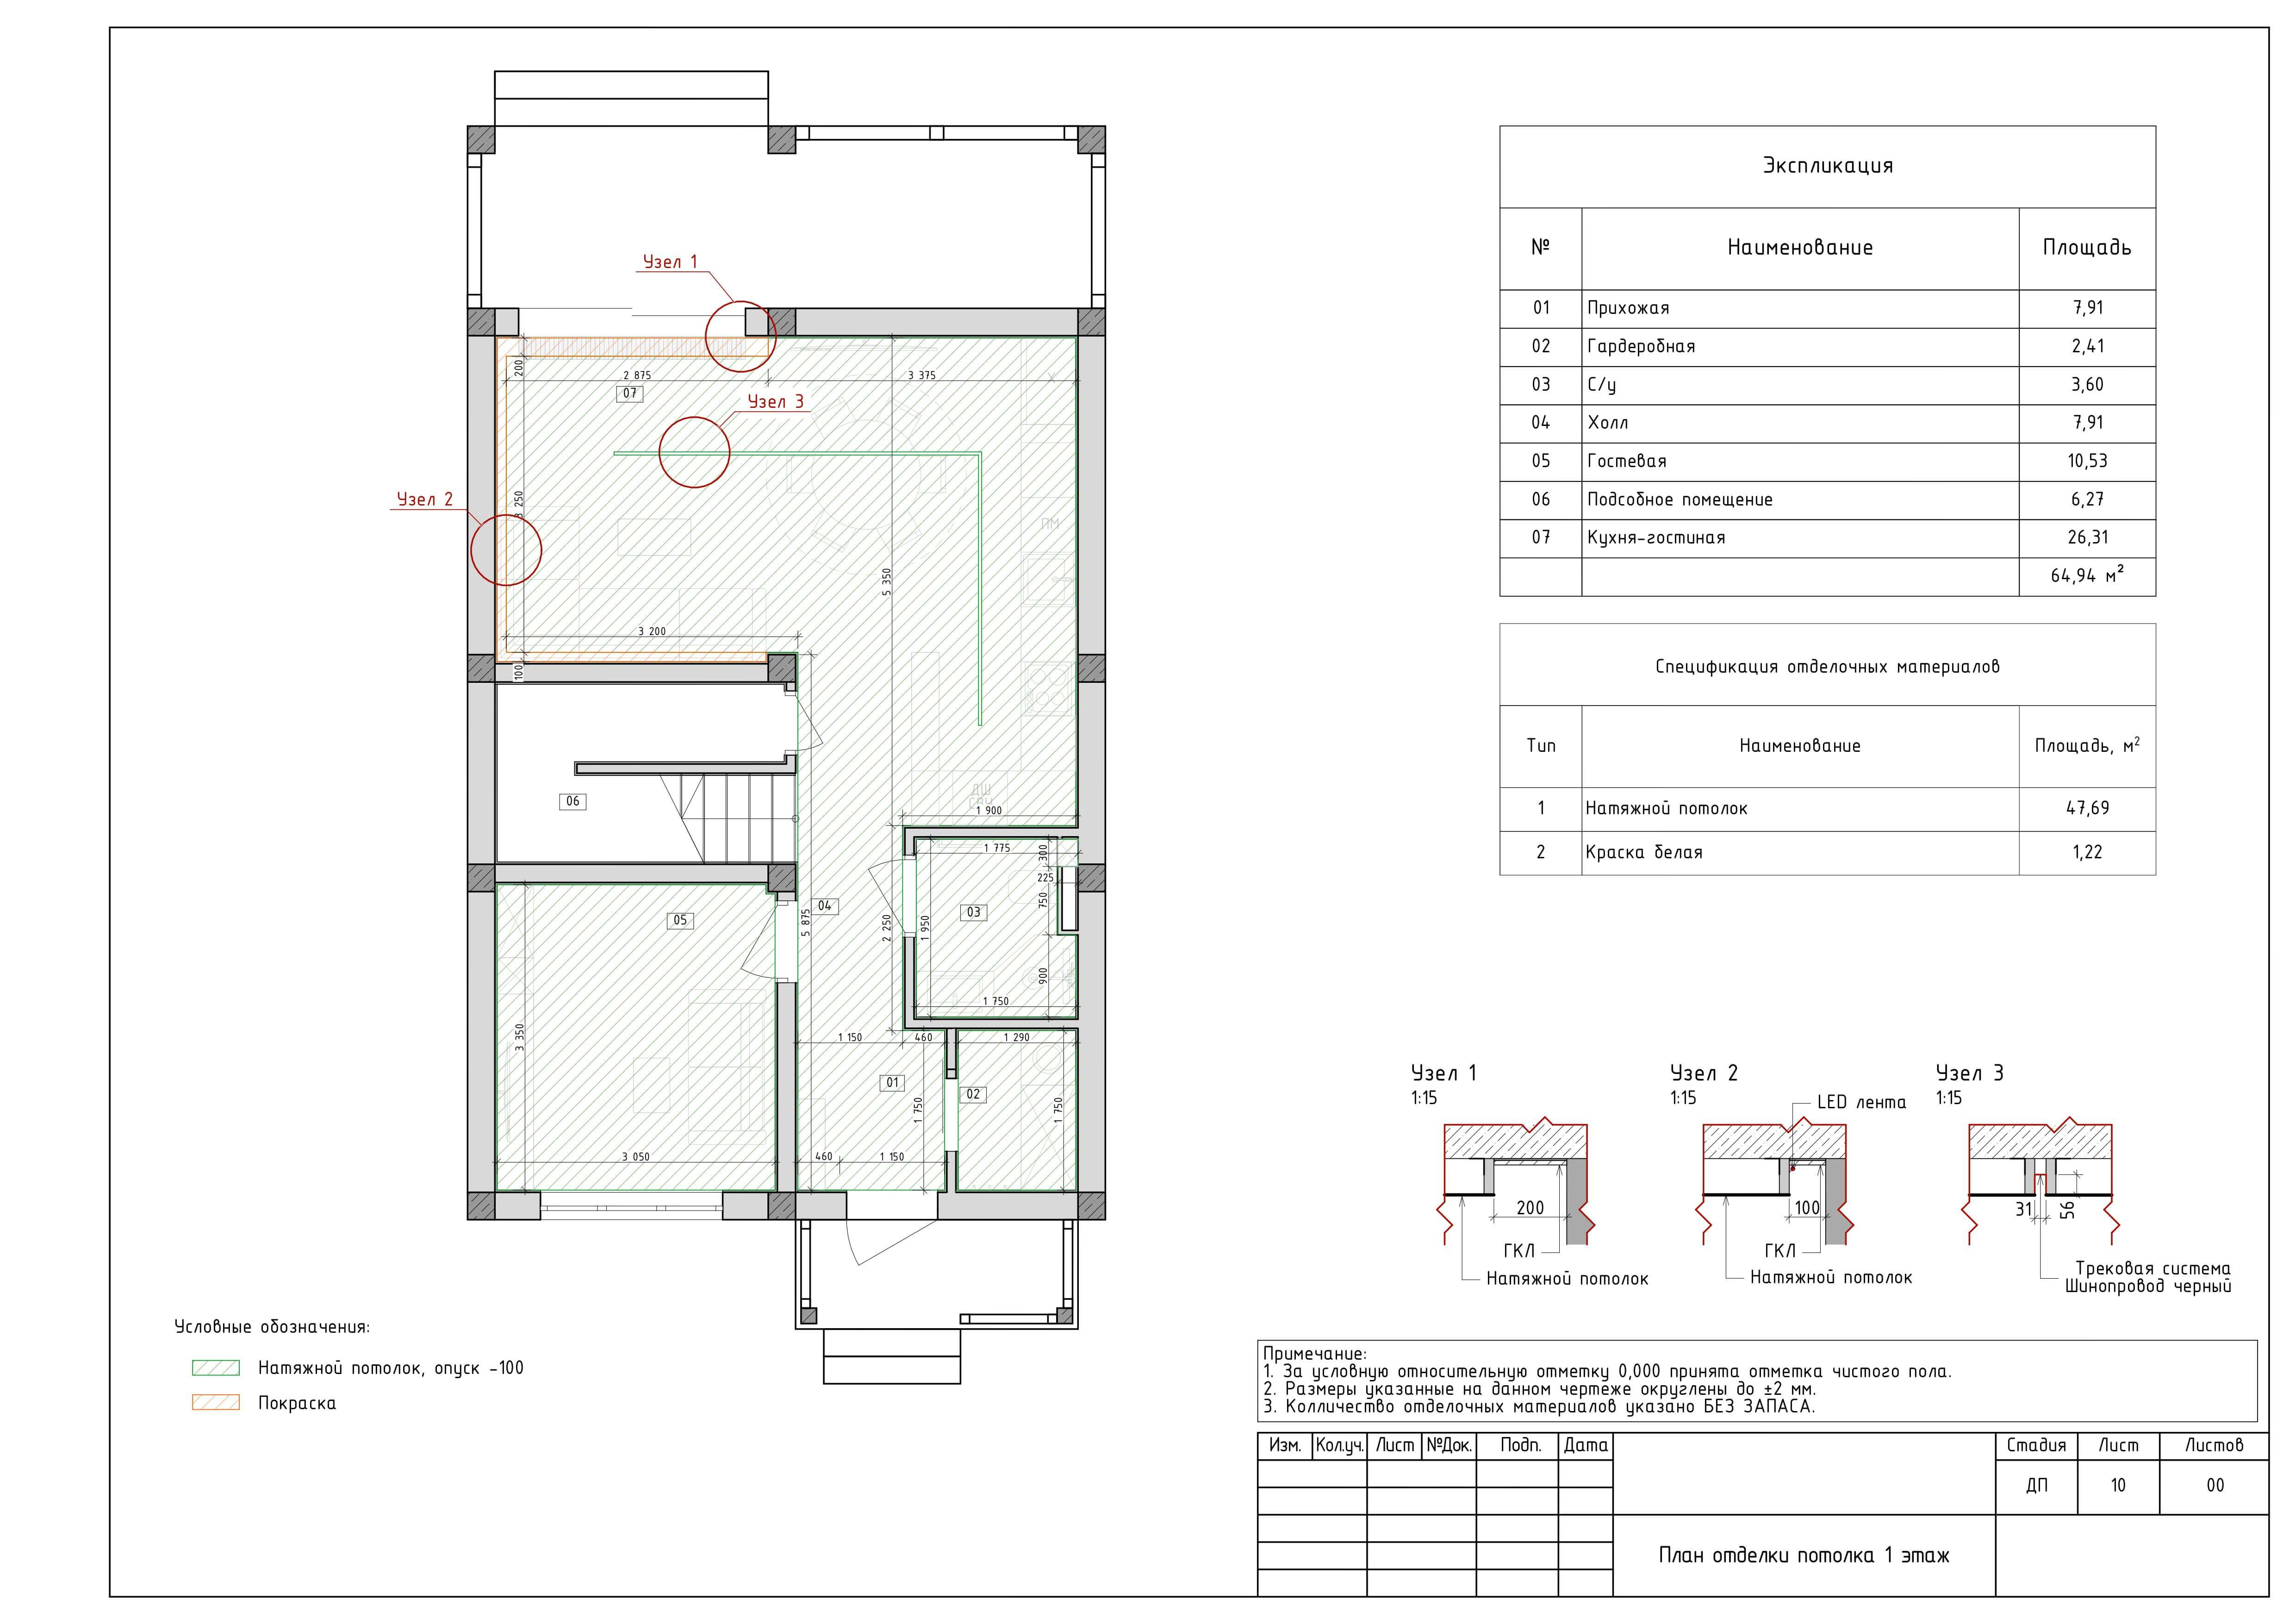 Узел 1
200
2 875
3 375
Х
07
Узел 3
3 250
Узел 2
ПМ
5 350
3 200
100
ДШ
СВЧ
1 900
06
1 775
300
225
750
05
04
03
5 875
2 250
1 950
900
1 750
3 350
1 150
460
1 290
01
02
1 750
1 750
3 050
460
1 150
Экспликация
№ Наименование Площадь
01 Прихожая 7,91
02 Гардеробная 2,41
03 С/у 3,60
04 Холл 7,91
05 Гостевая 10,53
06 Подсобное помещение 6,27
07 Кухня-гостиная 26,31
64,94 м²
Спецификация отделочных материалов
Тип Наименование Площадь, м²
1 Натяжной потолок 47,69
2 Краска белая 1,22
Узел 1
1:15
200
ГКЛ
Натяжной потолок
Узел 2
1:15
LED лента
100
ГКЛ
Натяжной потолок
Узел 3
1:15
31
56
Трековая система
Шинопровод черный
Условные обозначения:
Натяжной потолок, опуск -100
Покраска
Примечание:
1. За условную относительную отметку 0,000 принята отметка чистого пола.
2. Размеры указанные на данном чертеже округлены до ±2 мм.
3. Колличество отделочных материалов указано БЕЗ ЗАПАСА.
Изм. Кол.уч. Лист №Док. Подп. Дата
Стадия Лист Листов
ДП 10 00
План отделки потолка 1 этаж